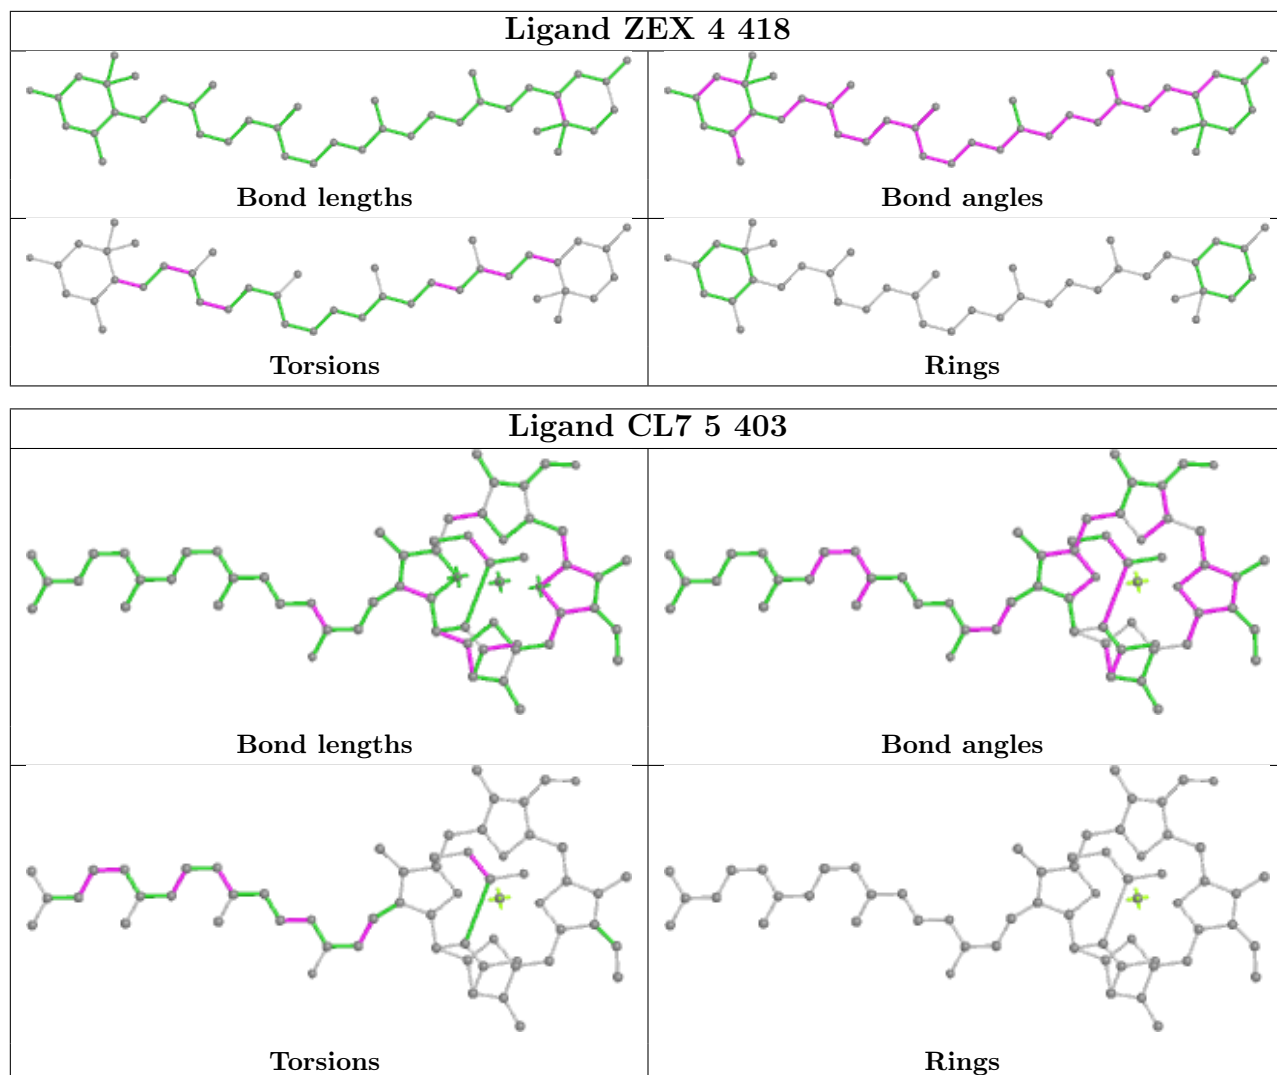 Ligand ZEX 4 418
Bond lengths
Bond angles
Torsions
Rings
Ligand CL7 5 403
Bond lengths
Bond angles
Torsions
Rings